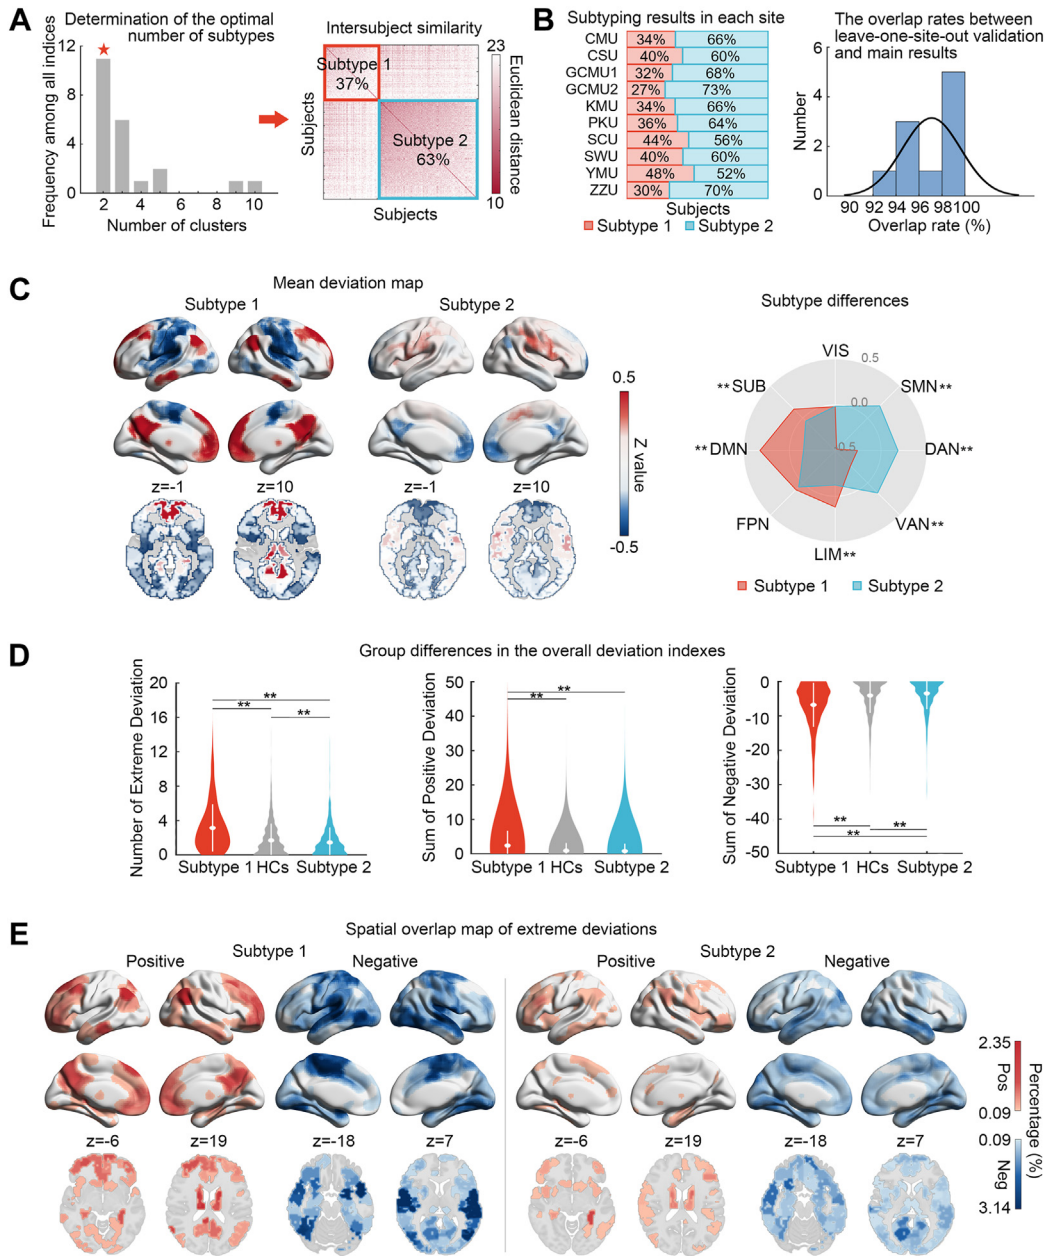 A
Determination of the optimal
number of subtypes
Frequency among all indices
12
10
8
6
4
2
0
2
4
6
8
10
Number of clusters
Intersubject similarity
Subtype 1
37%
Subtype 2
63%
Subjects
Subjects
23
Euclidean distance
10
B
Subtyping results in each site
CMU 34% 66%
CSU 40% 60%
GCMU1 32% 68%
GCMU2 27% 73%
KMU 34% 66%
PKU 36% 64%
SCU 44% 56%
SWU 40% 60%
YMU 48% 52%
ZZU 30% 70%
Subjects
Subtype 1 Subtype 2
The overlap rates between
leave-one-site-out validation
and main results
Number
6
4
2
0
90 92 94 96 98 100
Overlap rate (%)
C
Mean deviation map
Subtype 1
Subtype 2
z=-1
z=10
z=-1
z=10
0.5
Z value
-0.5
Subtype differences
VIS
0.5
**SUB
SMN**
0.0
**DMN
0.5
DAN**
FPN
VAN**
LIM**
Subtype 1 Subtype 2
D
Group differences in the overall deviation indexes
Number of Extreme Deviation
20
16
12
8
4
0
**
**
**
Subtype 1 HCs Subtype 2
Sum of Positive Deviation
50
40
30
20
10
0
**
**
Subtype 1 HCs Subtype 2
Sum of Negative Deviation
0
-10
-20
-30
-40
-50
**
**
**
Subtype 1 HCs Subtype 2
E
Spatial overlap map of extreme deviations
Subtype 1
Subtype 2
Positive
Negative
Positive
Negative
z=-6
z=19
z=-18
z=7
z=-6
z=19
z=-18
z=7
2.35
Pos
0.09
0.09
Neg
3.14
Percentage (%)